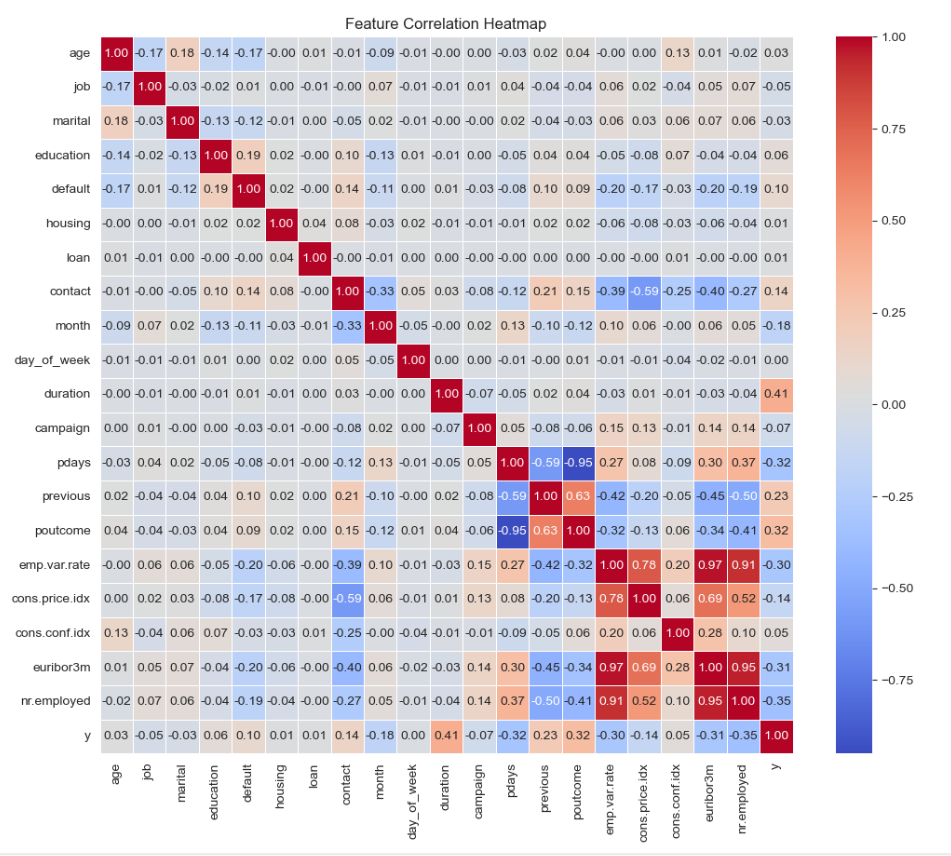 Feature Correlation Heatmap
age 1.00 -0.17 0.18 -0.14 -0.17 -0.00 0.01 -0.01 -0.09 -0.01 -0.00 0.00 -0.03 0.02 0.04 -0.00 0.00 0.13 0.01 -0.02 0.03
job -0.17 1.00 -0.03 -0.02 0.01 0.00 -0.01 -0.00 0.07 -0.01 -0.01 0.01 0.04 -0.04 -0.04 0.06 0.02 -0.04 0.05 0.07 -0.05
marital 0.18 -0.03 1.00 -0.13 -0.12 -0.01 0.00 -0.05 0.02 -0.01 -0.00 -0.00 0.02 -0.04 -0.03 0.06 0.03 0.06 0.07 0.06 -0.03
education -0.14 -0.02 -0.13 1.00 0.19 0.02 -0.00 0.10 -0.13 0.01 -0.01 0.00 -0.05 0.04 0.04 -0.05 -0.08 0.07 -0.04 -0.04 0.06
default -0.17 0.01 -0.12 0.19 1.00 0.02 -0.00 0.14 -0.11 0.00 0.01 -0.03 -0.08 0.10 0.09 -0.20 -0.17 -0.03 -0.20 -0.19 0.10
housing -0.00 0.00 -0.01 0.02 0.02 1.00 0.04 0.08 -0.03 0.02 -0.01 -0.01 -0.01 0.02 0.02 -0.06 -0.08 -0.03 -0.06 -0.04 0.01
loan 0.01 -0.01 0.00 -0.00 -0.00 0.04 1.00 -0.00 -0.01 0.00 0.00 0.00 0.00 0.00 0.00 -0.00 -0.00 0.01 -0.00 -0.00 0.01
contact -0.01 -0.00 -0.05 0.10 0.14 0.08 -0.00 1.00 -0.33 0.05 0.03 -0.08 -0.12 0.21 0.15 -0.39 -0.59 -0.25 -0.40 -0.27 0.14
month -0.09 0.07 0.02 -0.13 -0.11 -0.03 -0.01 -0.33 1.00 -0.05 -0.00 0.02 0.13 -0.10 -0.12 0.10 0.06 -0.00 0.06 0.05 -0.18
day_of_week -0.01 -0.01 -0.01 0.01 0.00 0.02 0.00 0.05 -0.05 1.00 0.00 0.00 -0.01 -0.00 0.01 -0.01 -0.01 -0.04 -0.02 -0.01 0.00
duration -0.00 -0.01 -0.00 -0.01 0.01 -0.01 0.00 0.03 -0.00 0.00 1.00 -0.07 -0.05 0.02 0.04 -0.03 0.01 -0.01 -0.03 -0.04 0.41
campaign 0.00 0.01 -0.00 0.00 -0.03 -0.01 0.00 -0.08 0.02 0.00 -0.07 1.00 0.05 -0.08 -0.06 0.15 0.13 -0.01 0.14 0.14 -0.07
pdays -0.03 0.04 0.02 -0.05 -0.08 -0.01 0.00 -0.12 0.13 -0.01 -0.05 0.05 1.00 -0.59 -0.95 0.27 0.08 -0.09 0.30 0.37 -0.32
previous 0.02 -0.04 -0.04 0.04 0.10 0.02 0.00 0.21 -0.10 -0.00 0.02 -0.08 -0.59 1.00 0.63 -0.42 -0.20 -0.05 -0.45 -0.50 0.23
poutcome 0.04 -0.04 -0.03 0.04 0.09 0.02 0.00 0.15 -0.12 0.01 0.04 -0.06 -0.95 0.63 1.00 -0.32 -0.13 0.06 -0.34 -0.41 0.32
emp.var.rate -0.00 0.06 0.06 -0.05 -0.20 -0.06 -0.00 -0.39 0.10 -0.01 -0.03 0.15 0.27 -0.42 -0.32 1.00 0.78 0.20 0.97 0.91 -0.30
cons.price.idx 0.00 0.02 0.03 -0.08 -0.17 -0.08 -0.00 -0.59 0.06 -0.01 0.01 0.13 0.08 -0.20 -0.13 0.78 1.00 0.06 0.69 0.52 -0.14
cons.conf.idx 0.13 -0.04 0.06 0.07 -0.03 -0.03 0.01 -0.25 -0.00 -0.04 -0.01 -0.01 -0.09 -0.05 0.06 0.20 0.06 1.00 0.28 0.10 0.05
euribor3m 0.01 0.05 0.07 -0.04 -0.20 -0.06 -0.00 -0.40 0.06 -0.02 -0.03 0.14 0.30 -0.45 -0.34 0.97 0.69 0.28 1.00 0.95 -0.31
nr.employed -0.02 0.07 0.06 -0.04 -0.19 -0.04 -0.00 -0.27 0.05 -0.01 -0.04 0.14 0.37 -0.50 -0.41 0.91 0.52 0.10 0.95 1.00 -0.35
y 0.03 -0.05 -0.03 0.06 0.10 0.01 0.01 0.14 -0.18 0.00 0.41 -0.07 -0.32 0.23 0.32 -0.30 -0.14 0.05 -0.31 -0.35 1.00
age job marital education default housing loan contact month day_of_week duration campaign pdays previous poutcome emp.var.rate cons.price.idx cons.conf.idx euribor3m nr.employed y
1.00
0.75
0.50
0.25
0.00
−0.25
−0.50
−0.75